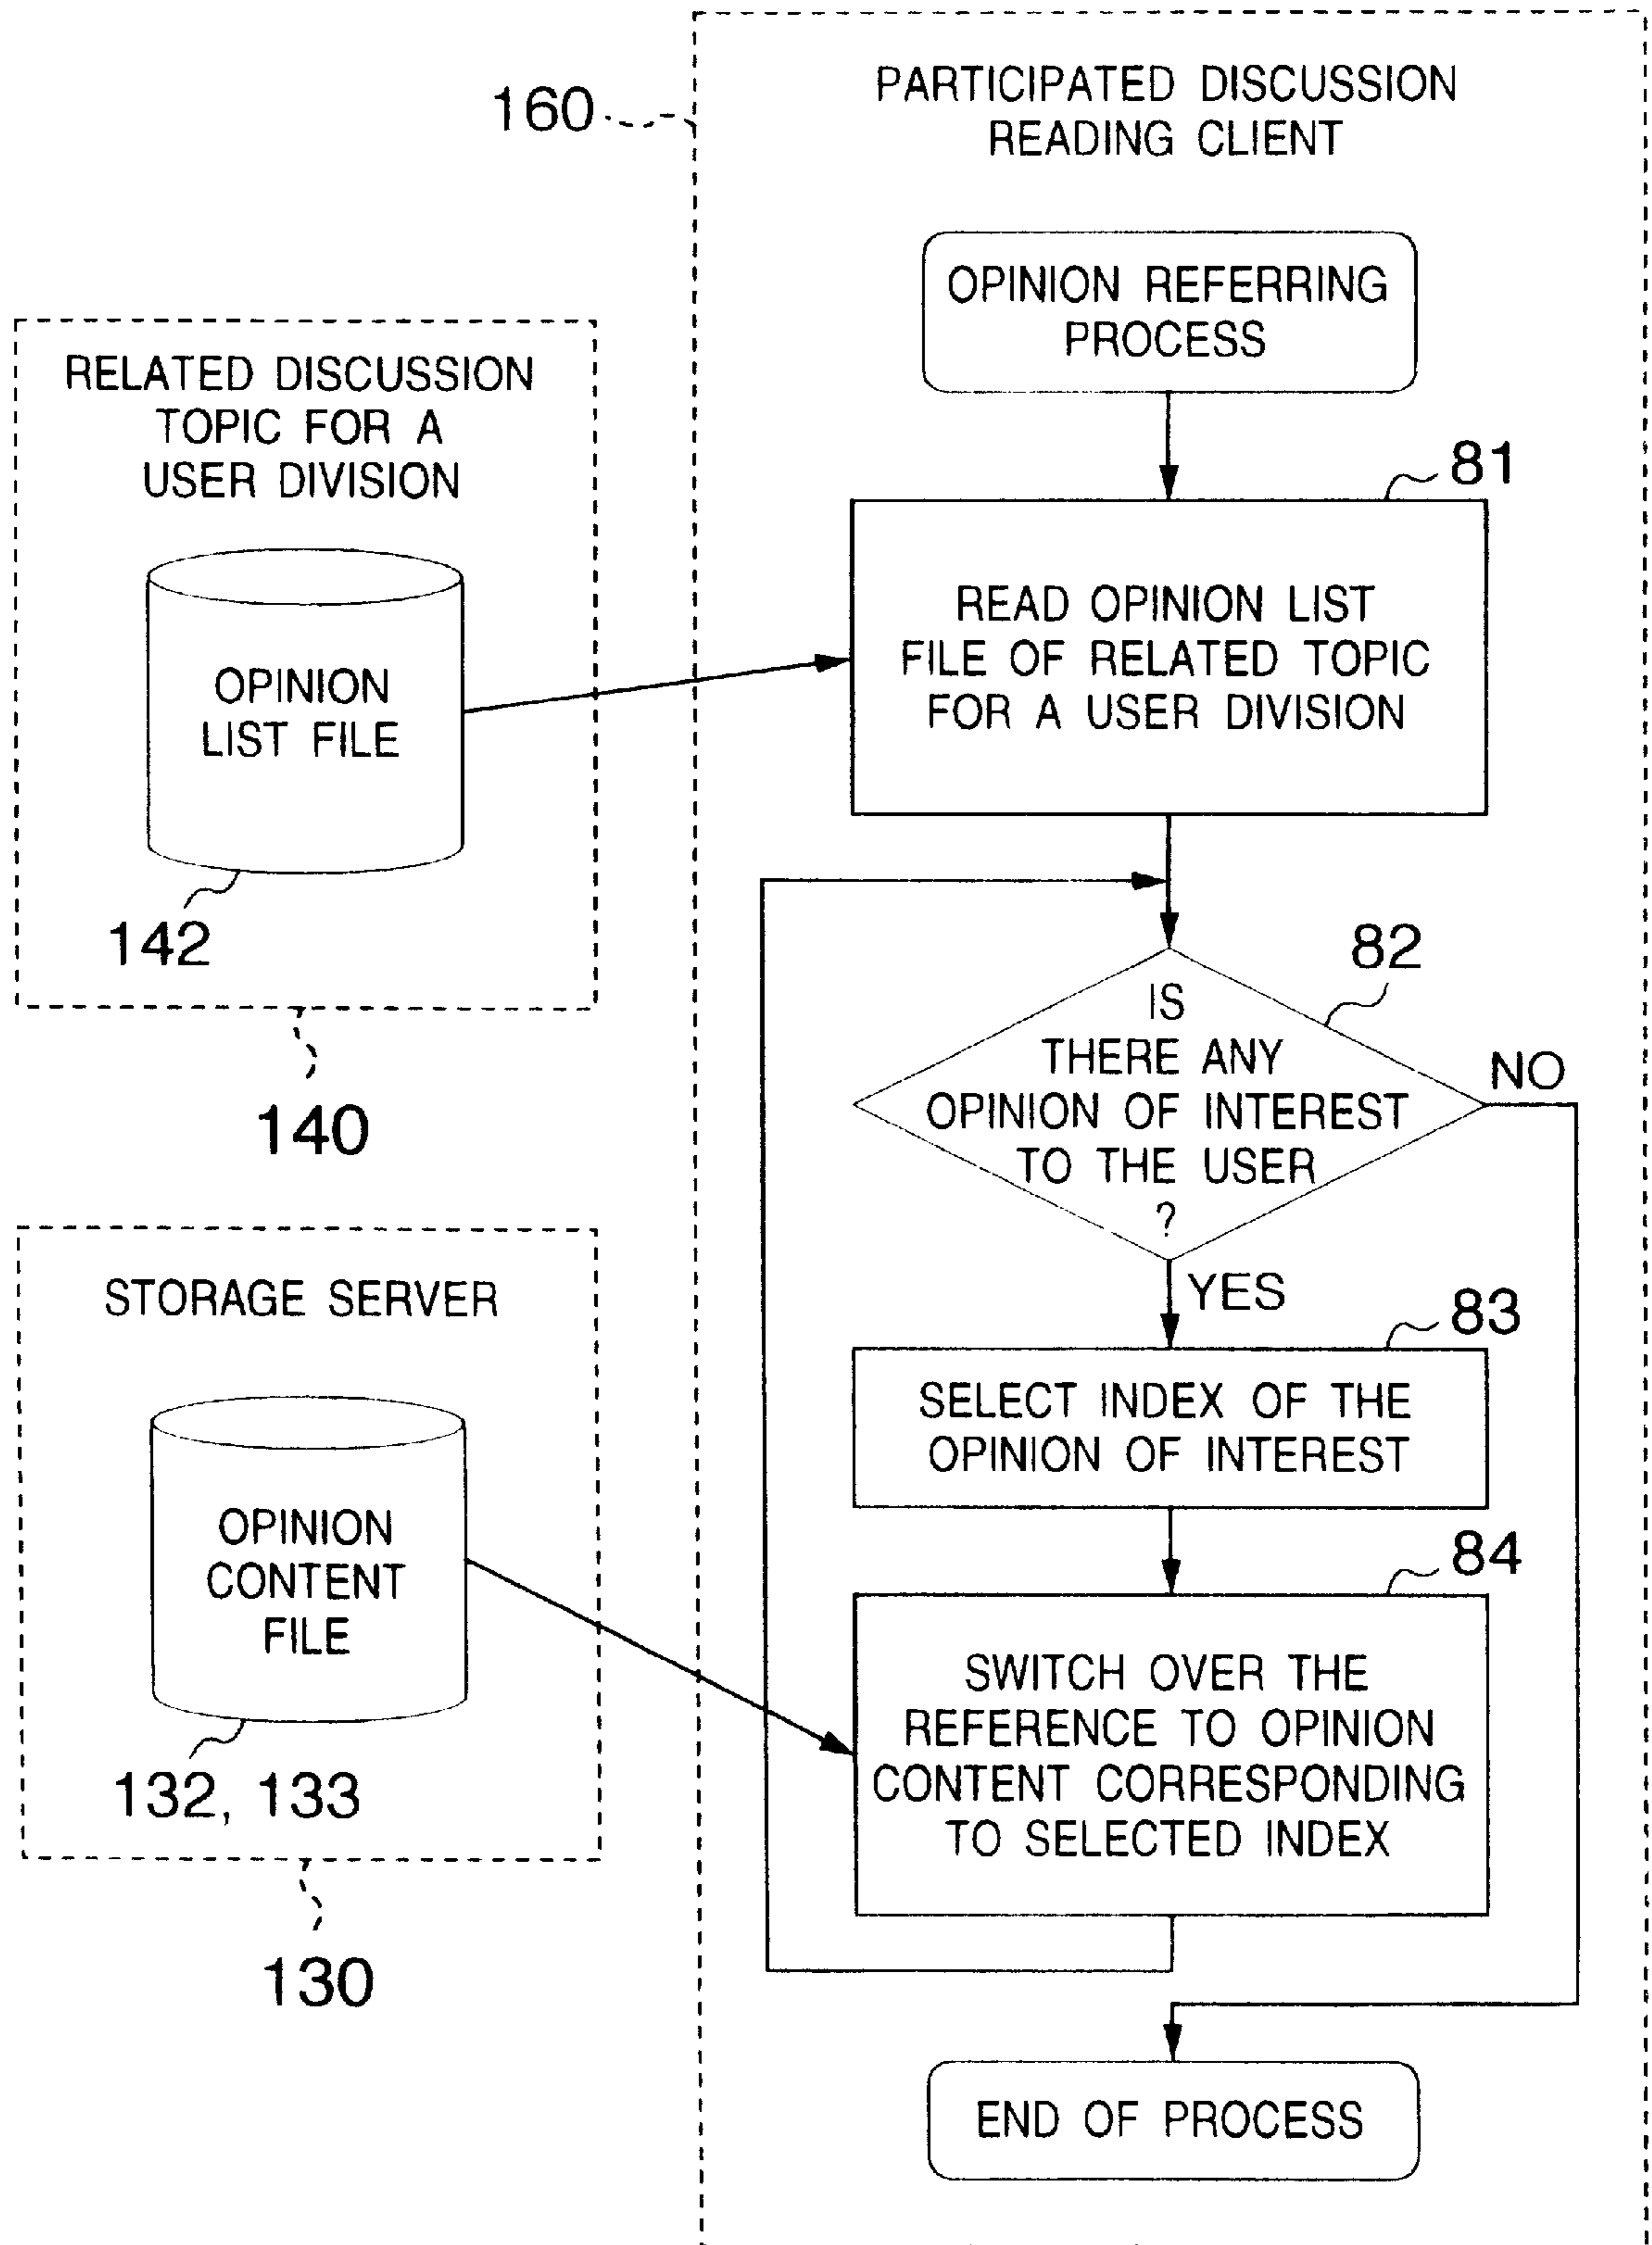 160
PARTICIPATED DISCUSSION
READING CLIENT
OPINION REFERRING
PROCESS
RELATED DISCUSSION
TOPIC FOR A
USER DIVISION
OPINION
LIST FILE
142
140
81
READ OPINION LIST
FILE OF RELATED TOPIC
FOR A USER DIVISION
82
IS
THERE ANY
OPINION OF INTEREST
TO THE USER
?
NO
YES
STORAGE SERVER
OPINION
CONTENT
FILE
132, 133
130
83
SELECT INDEX OF THE
OPINION OF INTEREST
84
SWITCH OVER THE
REFERENCE TO OPINION
CONTENT CORRESPONDING
TO SELECTED INDEX
END OF PROCESS